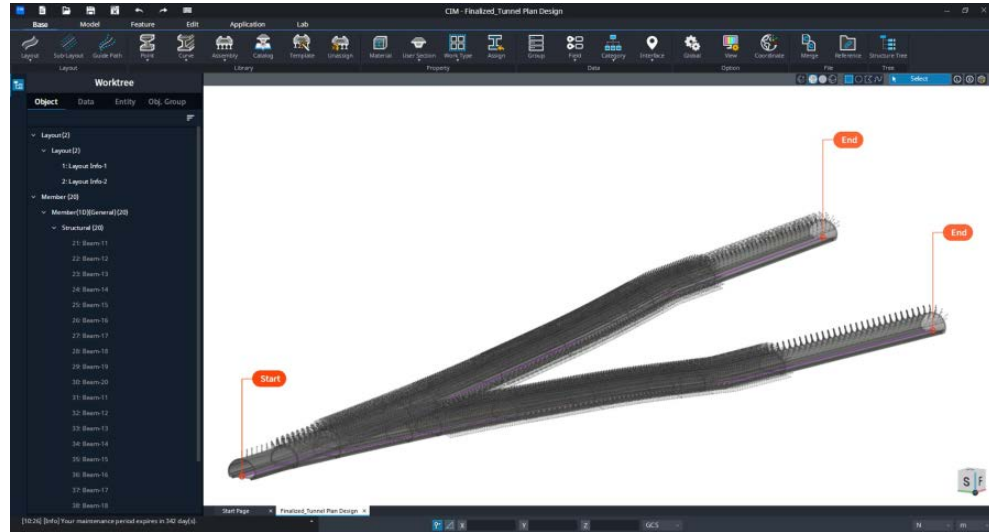 CIM - Finalized_Tunnel Plan Design
Base Model Feature Edit Application Lab
Layout Sub-Layout Guide Path Point Curve Assembly Catalog Template Unassign Material User Section Work Type Assign Group Field Category Interface Global View Coordinate Merge Reference Structure Tree
Layout Library Property Data Option File Tree
Worktree
Select
Object Data Entity Obj. Group
Layout(2)
Layout(2)
1: Layout Info-1
2: Layout Info-2
Member (20)
Member(1D)(General)(20)
Structural (20)
21: Beam-11
22: Beam-12
23: Beam-13
24: Beam-14
25: Beam-15
26: Beam-16
27: Beam-17
28: Beam-18
29: Beam-19
30: Beam-20
31: Beam-11
32: Beam-12
33: Beam-13
34: Beam-14
35: Beam-15
36: Beam-16
37: Beam-17
38: Beam-18
End
End
Start
S F
Start Page × Finalized_Tunnel Plan Design ×
[10:26] [Info] Your maintenance period expires in 342 day(s).
X Y Z GCS N m